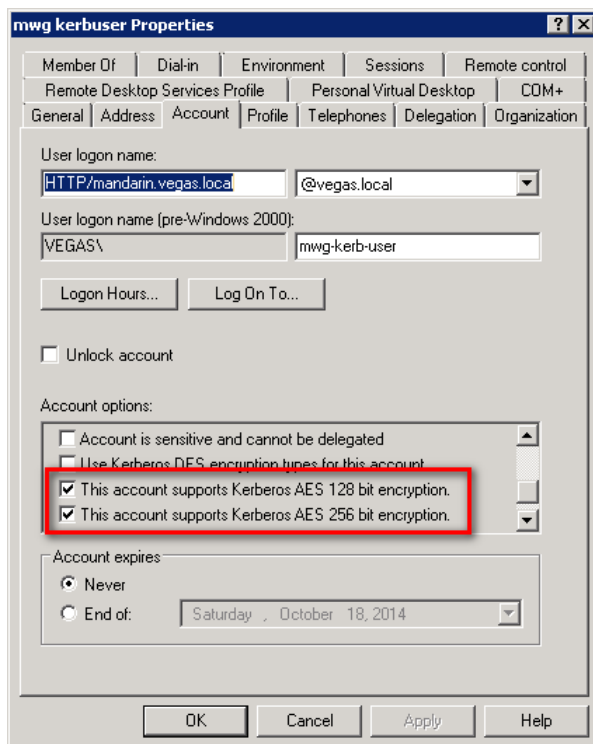 mwg kerbuser Properties
Member Of Dial-in Environment Sessions Remote control
Remote Desktop Services Profile Personal Virtual Desktop COM+
General Address Account Profile Telephones Delegation Organization
User logon name:
HTTP/mandarin.vegas.local @vegas.local
User logon name (pre-Windows 2000):
VEGAS\ mwg-kerb-user
Logon Hours... Log On To...
Unlock account
Account options:
Account is sensitive and cannot be delegated
Use Kerberos DES encryption types for this account
This account supports Kerberos AES 128 bit encryption.
This account supports Kerberos AES 256 bit encryption.
Account expires
Never
End of: Saturday , October 18, 2014
OK Cancel Apply Help